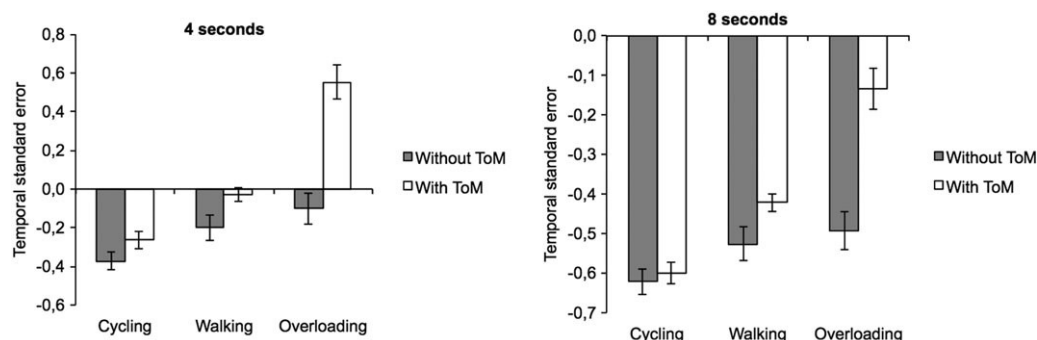 4 seconds
Temporal standard error
0,8
0,6
0,4
0,2
0,0
-0,2
-0,4
-0,6
Cycling Walking Overloading
Without ToM
With ToM
8 seconds
Temporal standard error
0,0
-0,1
-0,2
-0,3
-0,4
-0,5
-0,6
-0,7
Cycling Walking Overloading
Without ToM
With ToM